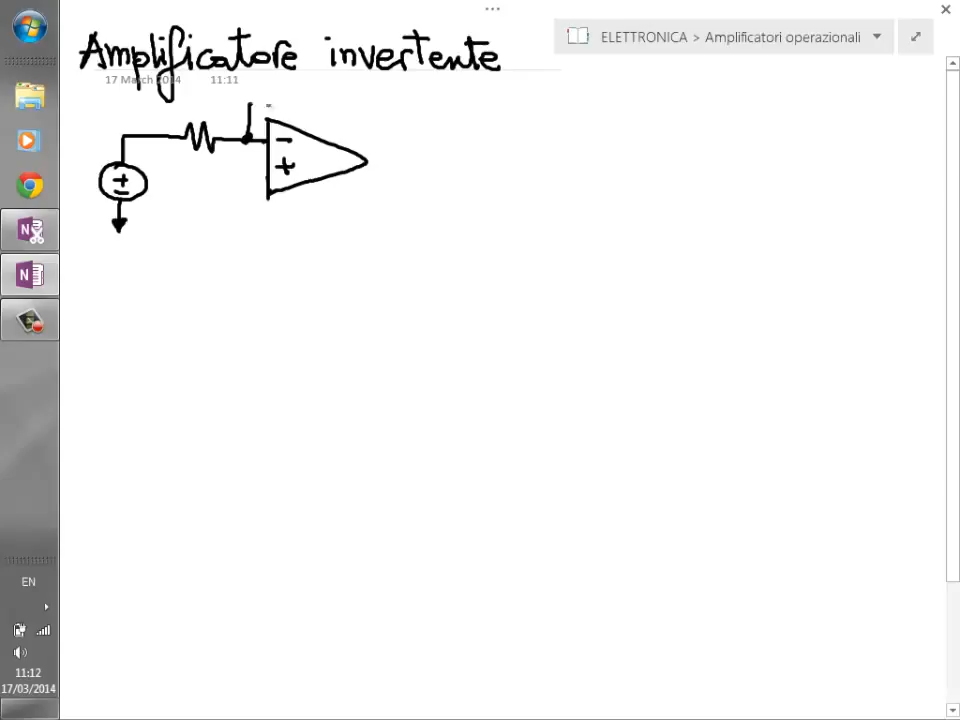 ELETTRONICA > Amplificatori operazionali
Amplificatore invertente
17 March 2014 11:11
+
−
+
N
N
EN
11:12
17/03/2014